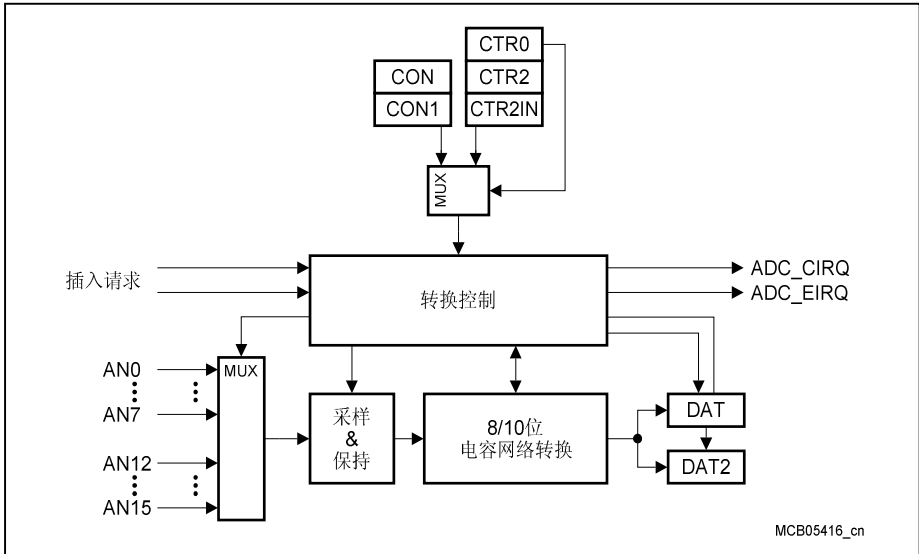 CTR0
CON
CTR2
CON1
CTR2IN
MUX
插入请求
转换控制
ADC_CIRQ
ADC_EIRQ
AN0
MUX
AN7
采样
&
保持
8/10位
电容网络转换
DAT
AN12
DAT2
AN15
MCB05416_cn